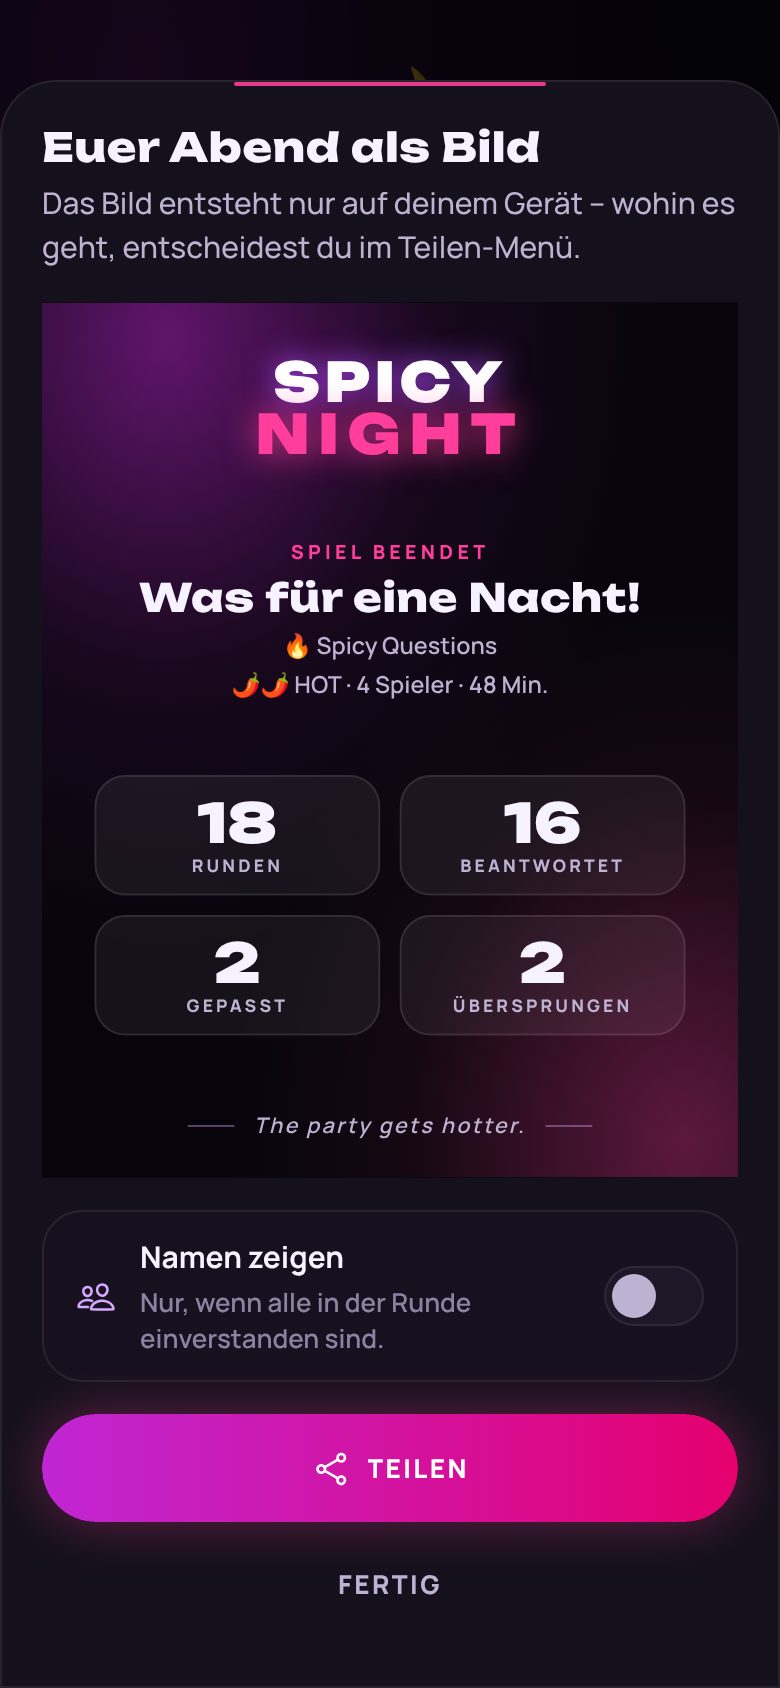 Euer Abend als Bild
Das Bild entsteht nur auf deinem Gerät – wohin es
geht, entscheidest du im Teilen-Menü.
SPICY
NIGHT
SPIEL BEENDET
Was für eine Nacht!
🔥 Spicy Questions
🌶️🌶️ HOT · 4 Spieler · 48 Min.
18
RUNDEN
16
BEANTWORTET
2
GEPASST
2
ÜBERSPRUNGEN
The party gets hotter.
Namen zeigen
Nur, wenn alle in der Runde
einverstanden sind.
TEILEN
FERTIG